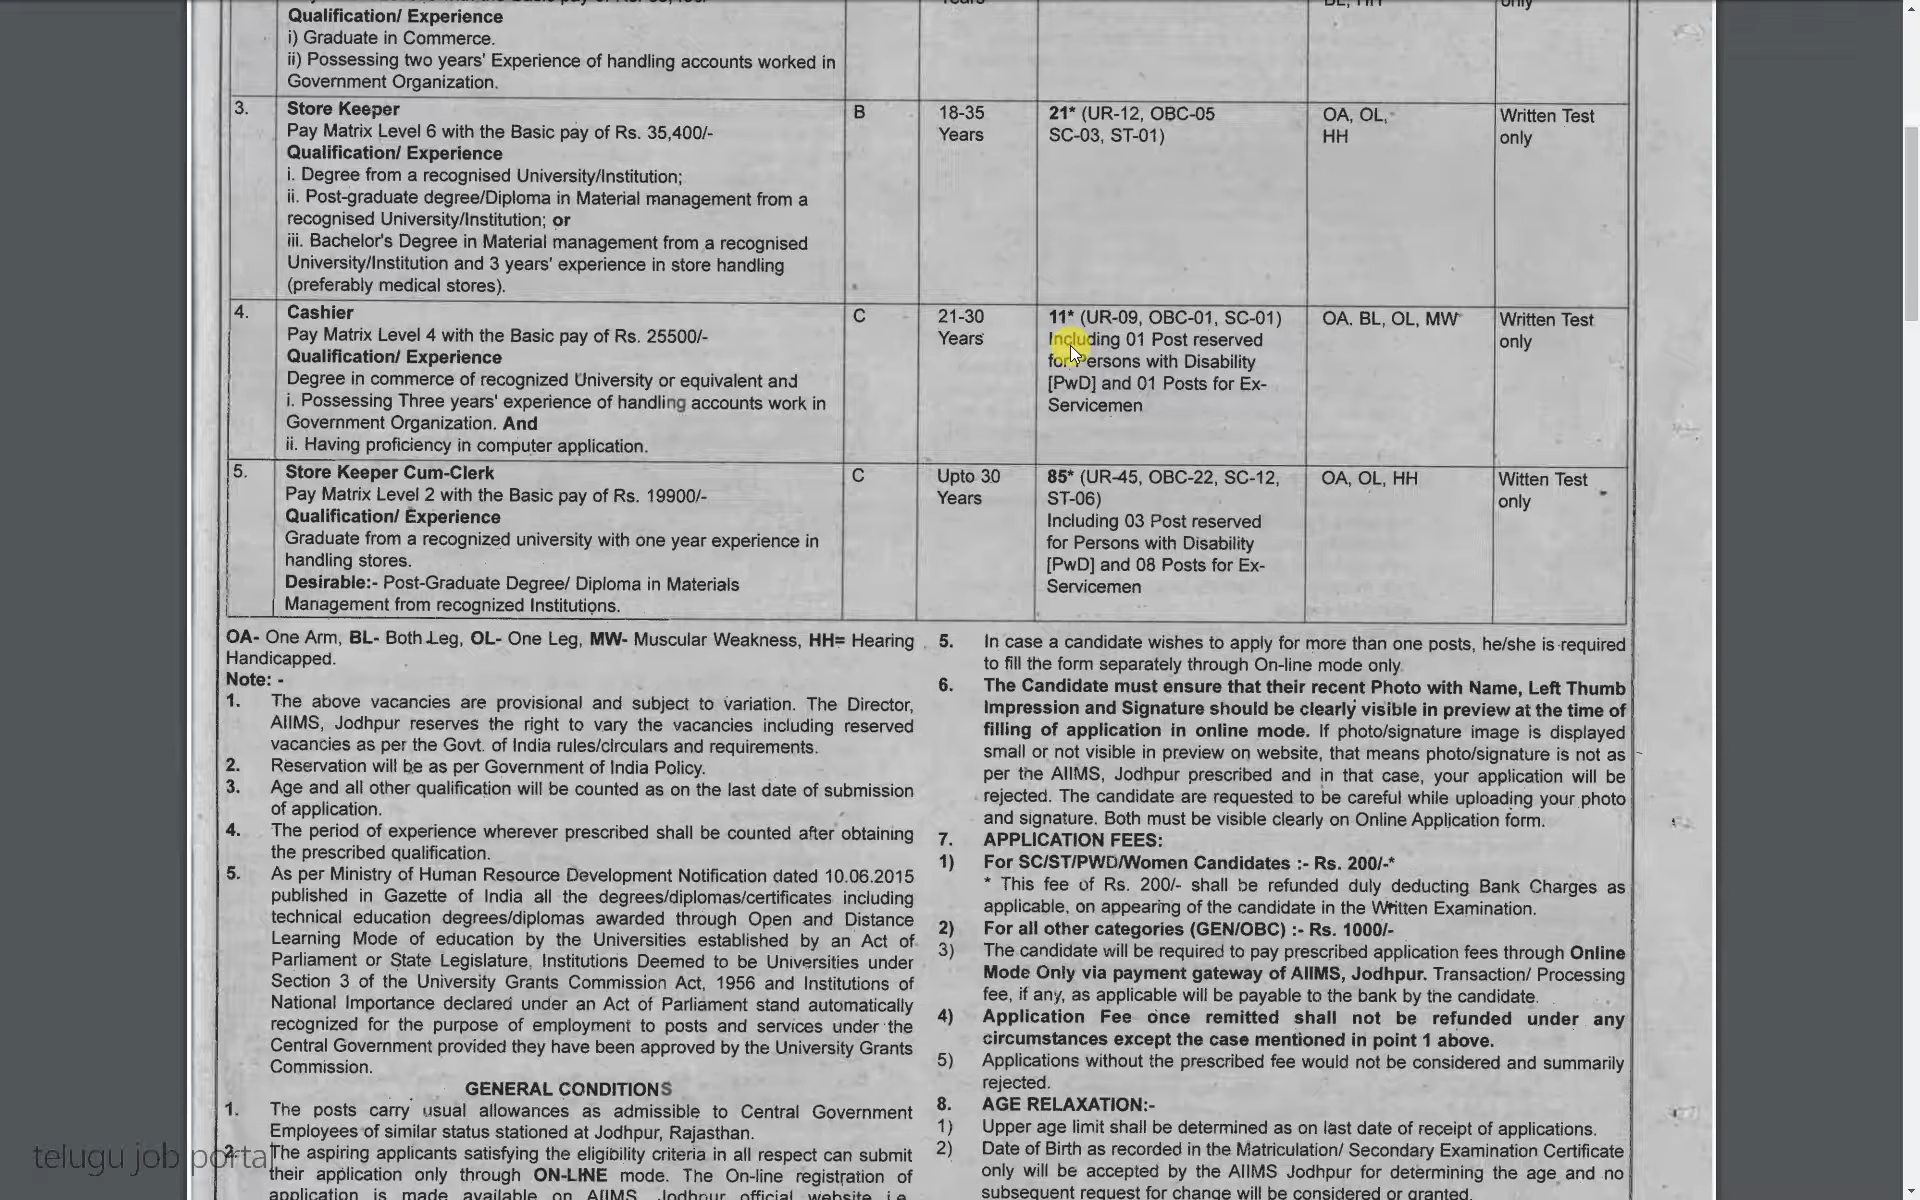 Qualification/ Experience
i) Graduate in Commerce.
ii) Possessing two years' Experience of handling accounts worked in
Government Organization.
only
3.
Store Keeper
Pay Matrix Level 6 with the Basic pay of Rs. 35,400/-
Qualification/ Experience
i. Degree from a recognised University/Institution;
ii. Post-graduate degree/Diploma in Material management from a
recognised University/Institution; or
iii. Bachelor's Degree in Material management from a recognised
University/Institution and 3 years' experience in store handling
(preferably medical stores).
B
18-35
Years
21* (UR-12, OBC-05
SC-03, ST-01)
OA, OL,
HH
Written Test
only
4.
Cashier
Pay Matrix Level 4 with the Basic pay of Rs. 25500/-
Qualification/ Experience
Degree in commerce of recognized University or equivalent and
i. Possessing Three years' experience of handling accounts work in
Government Organization. And
ii. Having proficiency in computer application.
C
21-30
Years
11* (UR-09, OBC-01, SC-01)
Including 01 Post reserved
for Persons with Disability
[PwD] and 01 Posts for Ex-
Servicemen
OA. BL, OL, MW
Written Test
only
5.
Store Keeper Cum-Clerk
Pay Matrix Level 2 with the Basic pay of Rs. 19900/-
Qualification/ Experience
Graduate from a recognized university with one year experience in
handling stores.
Desirable:- Post-Graduate Degree/ Diploma in Materials
Management from recognized Institutions.
C
Upto 30
Years
85* (UR-45, OBC-22, SC-12,
ST-06)
Including 03 Post reserved
for Persons with Disability
[PwD] and 08 Posts for Ex-
Servicemen
OA, OL, HH
Witten Test
only
OA- One Arm, BL- Both Leg, OL- One Leg, MW- Muscular Weakness, HH= Hearing
Handicapped.
Note: -
1. The above vacancies are provisional and subject to variation. The Director,
AIIMS, Jodhpur reserves the right to vary the vacancies including reserved
vacancies as per the Govt. of India rules/circulars and requirements.
2. Reservation will be as per Government of India Policy.
3. Age and all other qualification will be counted as on the last date of submission
of application.
4. The period of experience wherever prescribed shall be counted after obtaining
the prescribed qualification.
5. As per Ministry of Human Resource Development Notification dated 10.06.2015
published in Gazette of India all the degrees/diplomas/certificates including
technical education degrees/diplomas awarded through Open and Distance
Learning Mode of education by the Universities established by an Act of
Parliament or State Legislature, Institutions Deemed to be Universities under
Section 3 of the University Grants Commission Act, 1956 and Institutions of
National Importance declared under an Act of Parliament stand automatically
recognized for the purpose of employment to posts and services under the
Central Government provided they have been approved by the University Grants
Commission.
GENERAL CONDITIONS
1. The posts carry usual allowances as admissible to Central Government
Employees of similar status stationed at Jodhpur, Rajasthan.
2. The aspiring applicants satisfying the eligibility criteria in all respect can submit
their application only through ON-LINE mode. The On-line registration of
application is made available on AIIMS, Jodhpur official website i.e.
5. In case a candidate wishes to apply for more than one posts, he/she is required
to fill the form separately through On-line mode only
6. The Candidate must ensure that their recent Photo with Name, Left Thumb
Impression and Signature should be clearly visible in preview at the time of
filling of application in online mode. If photo/signature image is displayed
small or not visible in preview on website, that means photo/signature is not as
per the AIIMS, Jodhpur prescribed and in that case, your application will be
rejected. The candidate are requested to be careful while uploading your photo
and signature. Both must be visible clearly on Online Application form.
7. APPLICATION FEES:
1) For SC/ST/PWD/Women Candidates :- Rs. 200/-*
* This fee of Rs. 200/- shall be refunded duly deducting Bank Charges as
applicable, on appearing of the candidate in the Written Examination.
2) For all other categories (GEN/OBC) :- Rs. 1000/-
3) The candidate will be required to pay prescribed application fees through Online
Mode Only via payment gateway of AIIMS, Jodhpur. Transaction/ Processing
fee, if any, as applicable will be payable to the bank by the candidate.
4) Application Fee once remitted shall not be refunded under any
circumstances except the case mentioned in point 1 above.
5) Applications without the prescribed fee would not be considered and summarily
rejected.
8. AGE RELAXATION:-
1) Upper age limit shall be determined as on last date of receipt of applications.
2) Date of Birth as recorded in the Matriculation/ Secondary Examination Certificate
only will be accepted by the AIIMS Jodhpur for determining the age and no
subsequent request for change will be considered or granted.
telugu job portal